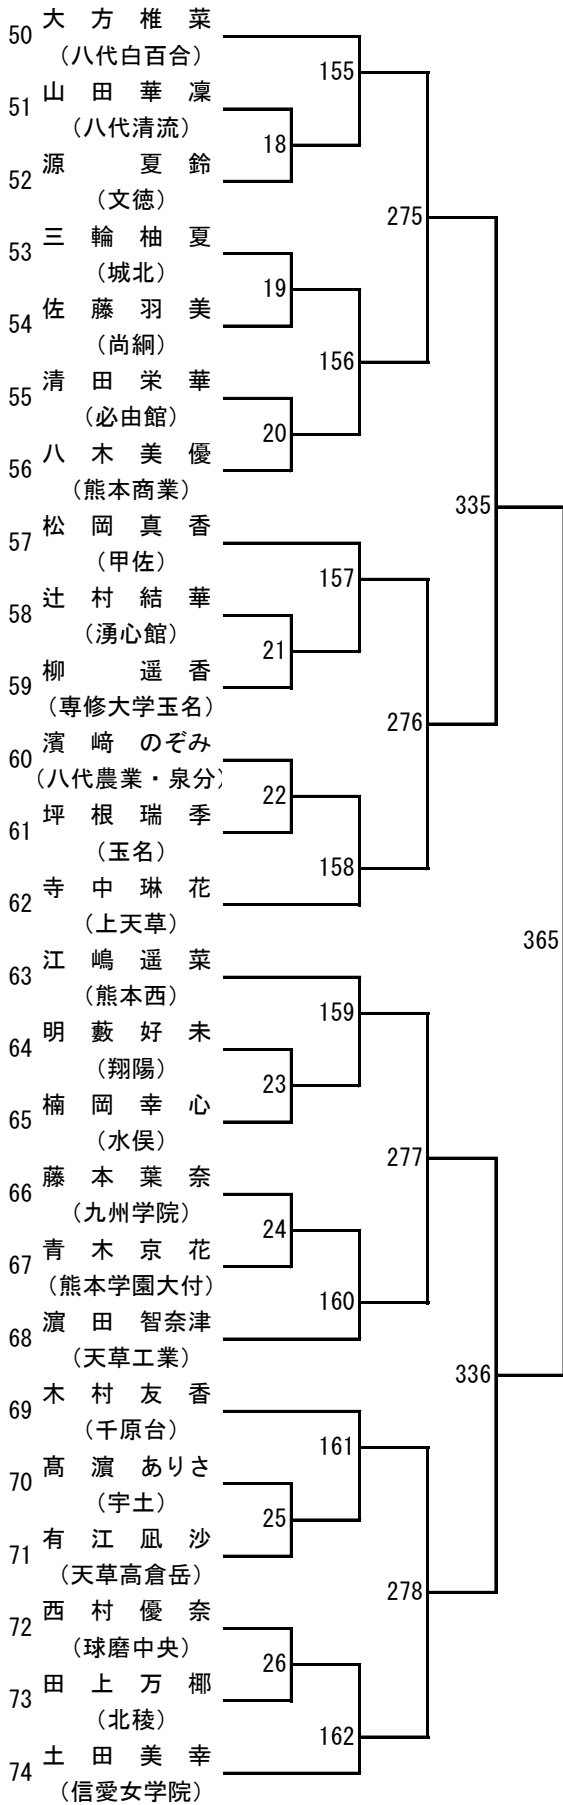 50 大方椎菜
(八代白百合)
155
51 山田華凜
(八代清流)
18
52 源 夏鈴
(文徳)
275
53 三輪柚夏
(城北)
19
54 佐藤羽美
(尚絅)
156
55 清田栄華
(必由館)
20
56 八木美優
(熊本商業)
335
57 松岡真香
(甲佐)
157
58 辻村結華
(湧心館)
21
59 柳 遥香
(専修大学玉名)
276
60 濱﨑 のぞみ
(八代農業・泉分)
22
61 坪根瑞季
(玉名)
158
62 寺中琳花
(上天草)
365
63 江嶋遥菜
(熊本西)
159
64 明藪好未
(翔陽)
23
65 楠岡幸心
(水俣)
277
66 藤本葉奈
(九州学院)
24
67 青木京花
(熊本学園大付)
160
68 濵田 智奈津
(天草工業)
336
69 木村友香
(千原台)
161
70 髙濵 ありさ
(宇土)
25
71 有江凪沙
(天草高倉岳)
278
72 西村優奈
(球磨中央)
26
73 田上万椰
(北稜)
162
74 土田美幸
(信愛女学院)